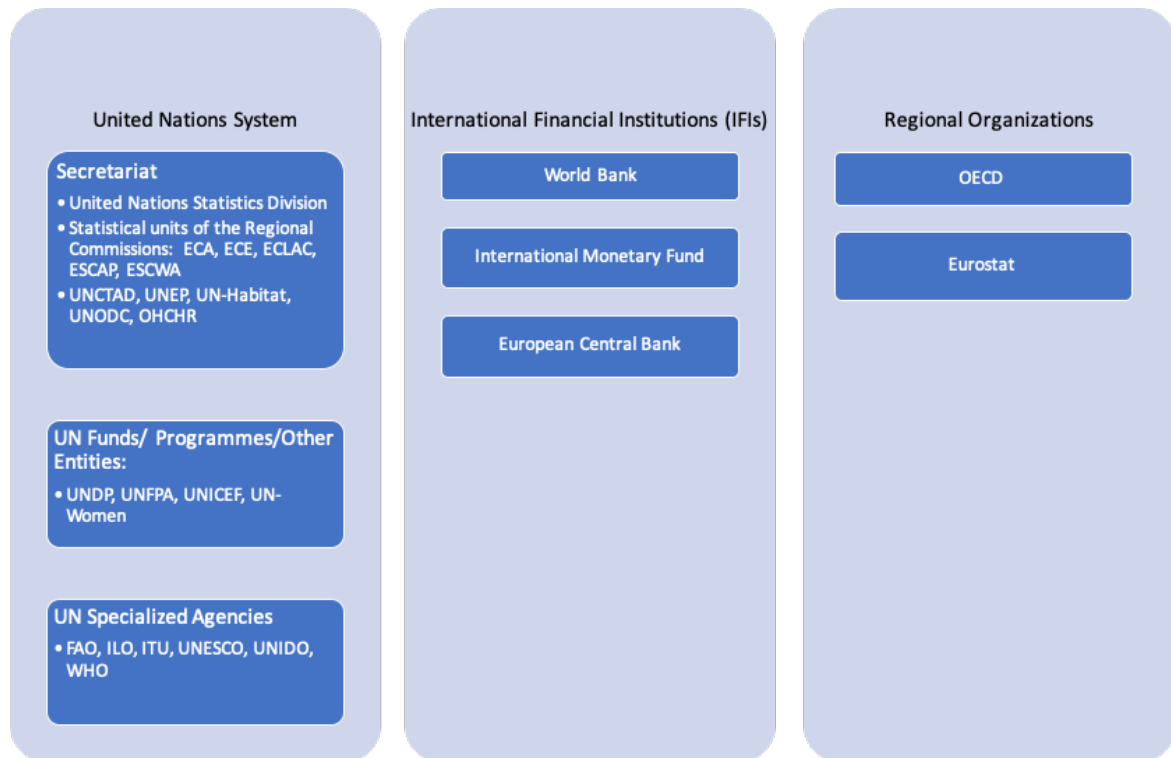 United Nations System
Secretariat
• United Nations Statistics Division
• Statistical units of the Regional
Commissions: ECA, ECE, ECLAC,
ESCAP, ESCWA
• UNCTAD, UNEP, UN-Habitat,
UNODC, OHCHR
UN Funds/ Programmes/Other
Entities:
• UNDP, UNFPA, UNICEF, UN-
Women
UN Specialized Agencies
• FAO, ILO, ITU, UNESCO, UNIDO,
WHO
International Financial Institutions (IFIs)
World Bank
International Monetary Fund
European Central Bank
Regional Organizations
OECD
Eurostat